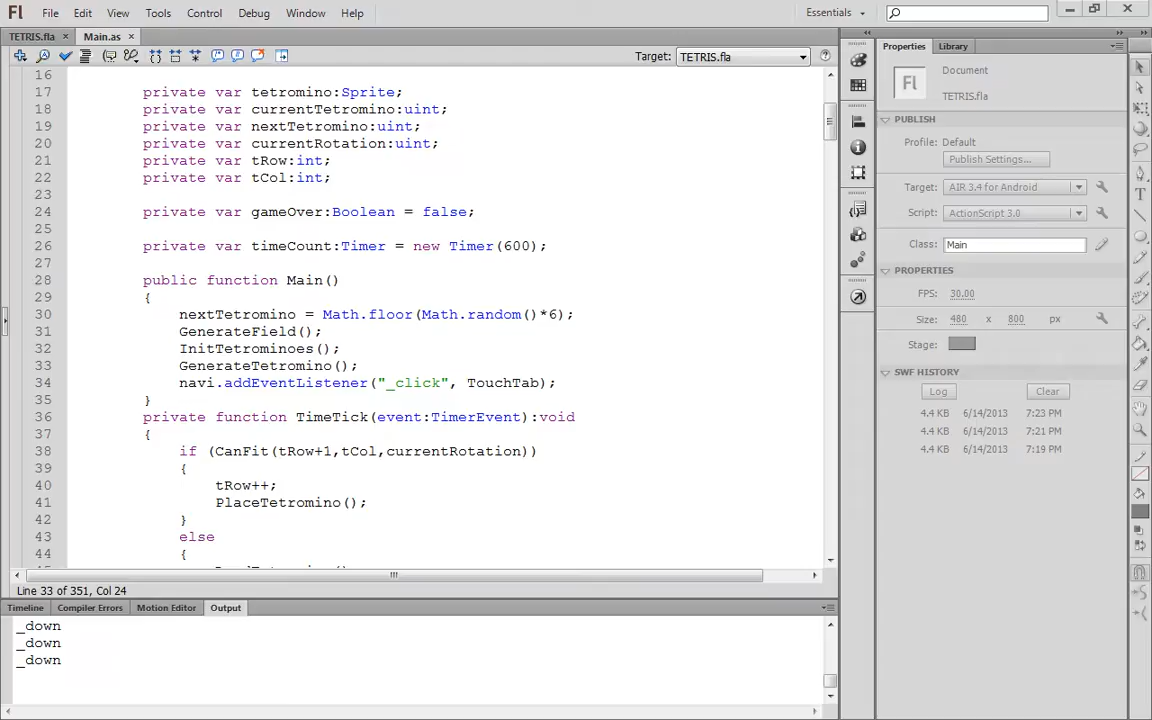 Fl File Edit View Insert Tools Control Debug Window Help Essentials
TETRIS.fla × Main.as ×
Target: TETRIS.fla
16
17 private var tetromino:Sprite;
18 private var currentTetromino:uint;
19 private var nextTetromino:uint;
20 private var currentRotation:uint;
21 private var tRow:int;
22 private var tCol:int;
23
24 private var gameOver:Boolean = false;
25
26 private var timeCount:Timer = new Timer(600);
27
28 public function Main()
29 {
30 nextTetromino = Math.floor(Math.random()*6);
31 GenerateField();
32 InitTetrominoes();
33 GenerateTetromino();
34 navi.addEventListener("_click", TouchTab);
35 }
36 private function TimeTick(event:TimerEvent):void
37 {
38 if (CanFit(tRow+1,tCol,currentRotation))
39 {
40 tRow++;
41 PlaceTetromino();
42 }
43 else
44 {
Line 33 of 351, Col 24
Timeline Compiler Errors Motion Editor Output
_down
_down
_down
Properties Library
Fl Document
TETRIS.fla
PUBLISH
Profile: Default
Publish Settings...
Target: AIR 3.4 for Android
Script: ActionScript 3.0
Class: Main
PROPERTIES
FPS: 30.00
Size: 480 x 800 px
Stage:
SWF HISTORY
Log Clear
4.4 KB 6/14/2013 7:23 PM
4.4 KB 6/14/2013 7:21 PM
4.4 KB 6/14/2013 7:19 PM